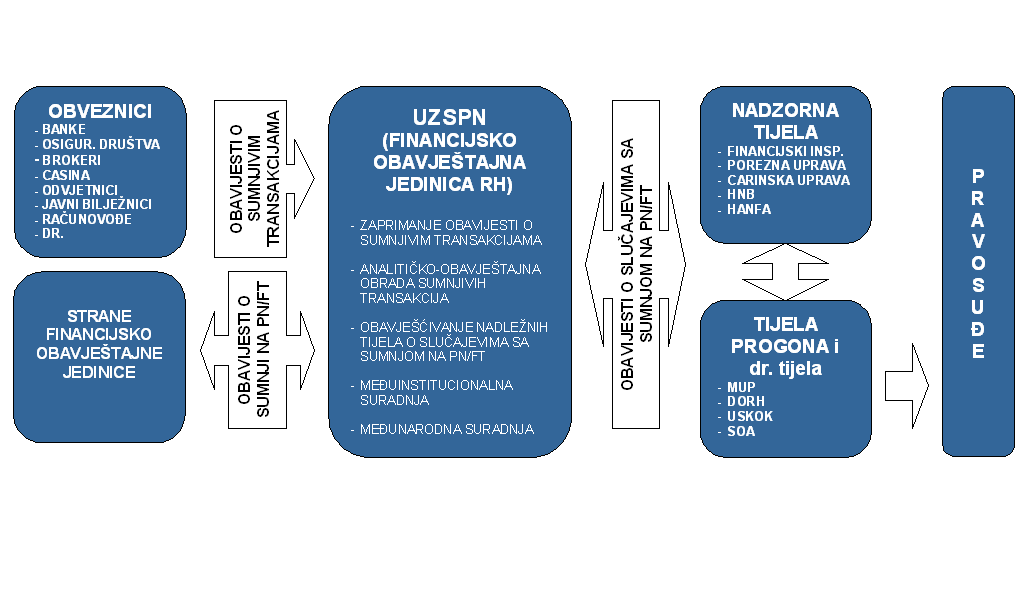 OBVEZNICI
- BANKE
- OSIGUR. DRUŠTVA
- BROKERI
- CASINA
- ODVJETNICI
- JAVNI BILJEŽNICI
- RAČUNOVOĐE
- DR.
STRANE
FINANCIJSKO
OBAVJEŠTAJNE
JEDINICE
OBAVIJESTI O
SUMNJIVIM
TRANSAKCIJAMA
OBAVIJESTI O
SUMNJI NA PN/FT
UZSPN
(FINANCIJSKO
OBAVJEŠTAJNA
JEDINICA RH)
- ZAPRIMANJE OBAVIJESTI O
SUMNJIVIM TRANSAKCIJAMA
- ANALITIČKO-OBAVJEŠTAJNA
OBRADA SUMNJIVIH
TRANSAKCIJA
- OBAVJEŠĆIVANJE NADLEŽNIH
TIJELA O SLUČAJEVIMA SA
SUMNJOM NA PN/FT
- MEĐUINSTITUCIONALNA
SURADNJA
- MEĐUNARODNA SURADNJA
OBAVIJESTI O SLUČAJEVIMA SA
SUMNJOM NA PN/FT
NADZORNA
TIJELA
- FINANCIJSKI INSP.
- POREZNA UPRAVA
- CARINSKA UPRAVA
- HNB
- HANFA
TIJELA
PROGONA i
dr. tijela
- MUP
- DORH
- USKOK
- SOA
PRAVOSUĐE